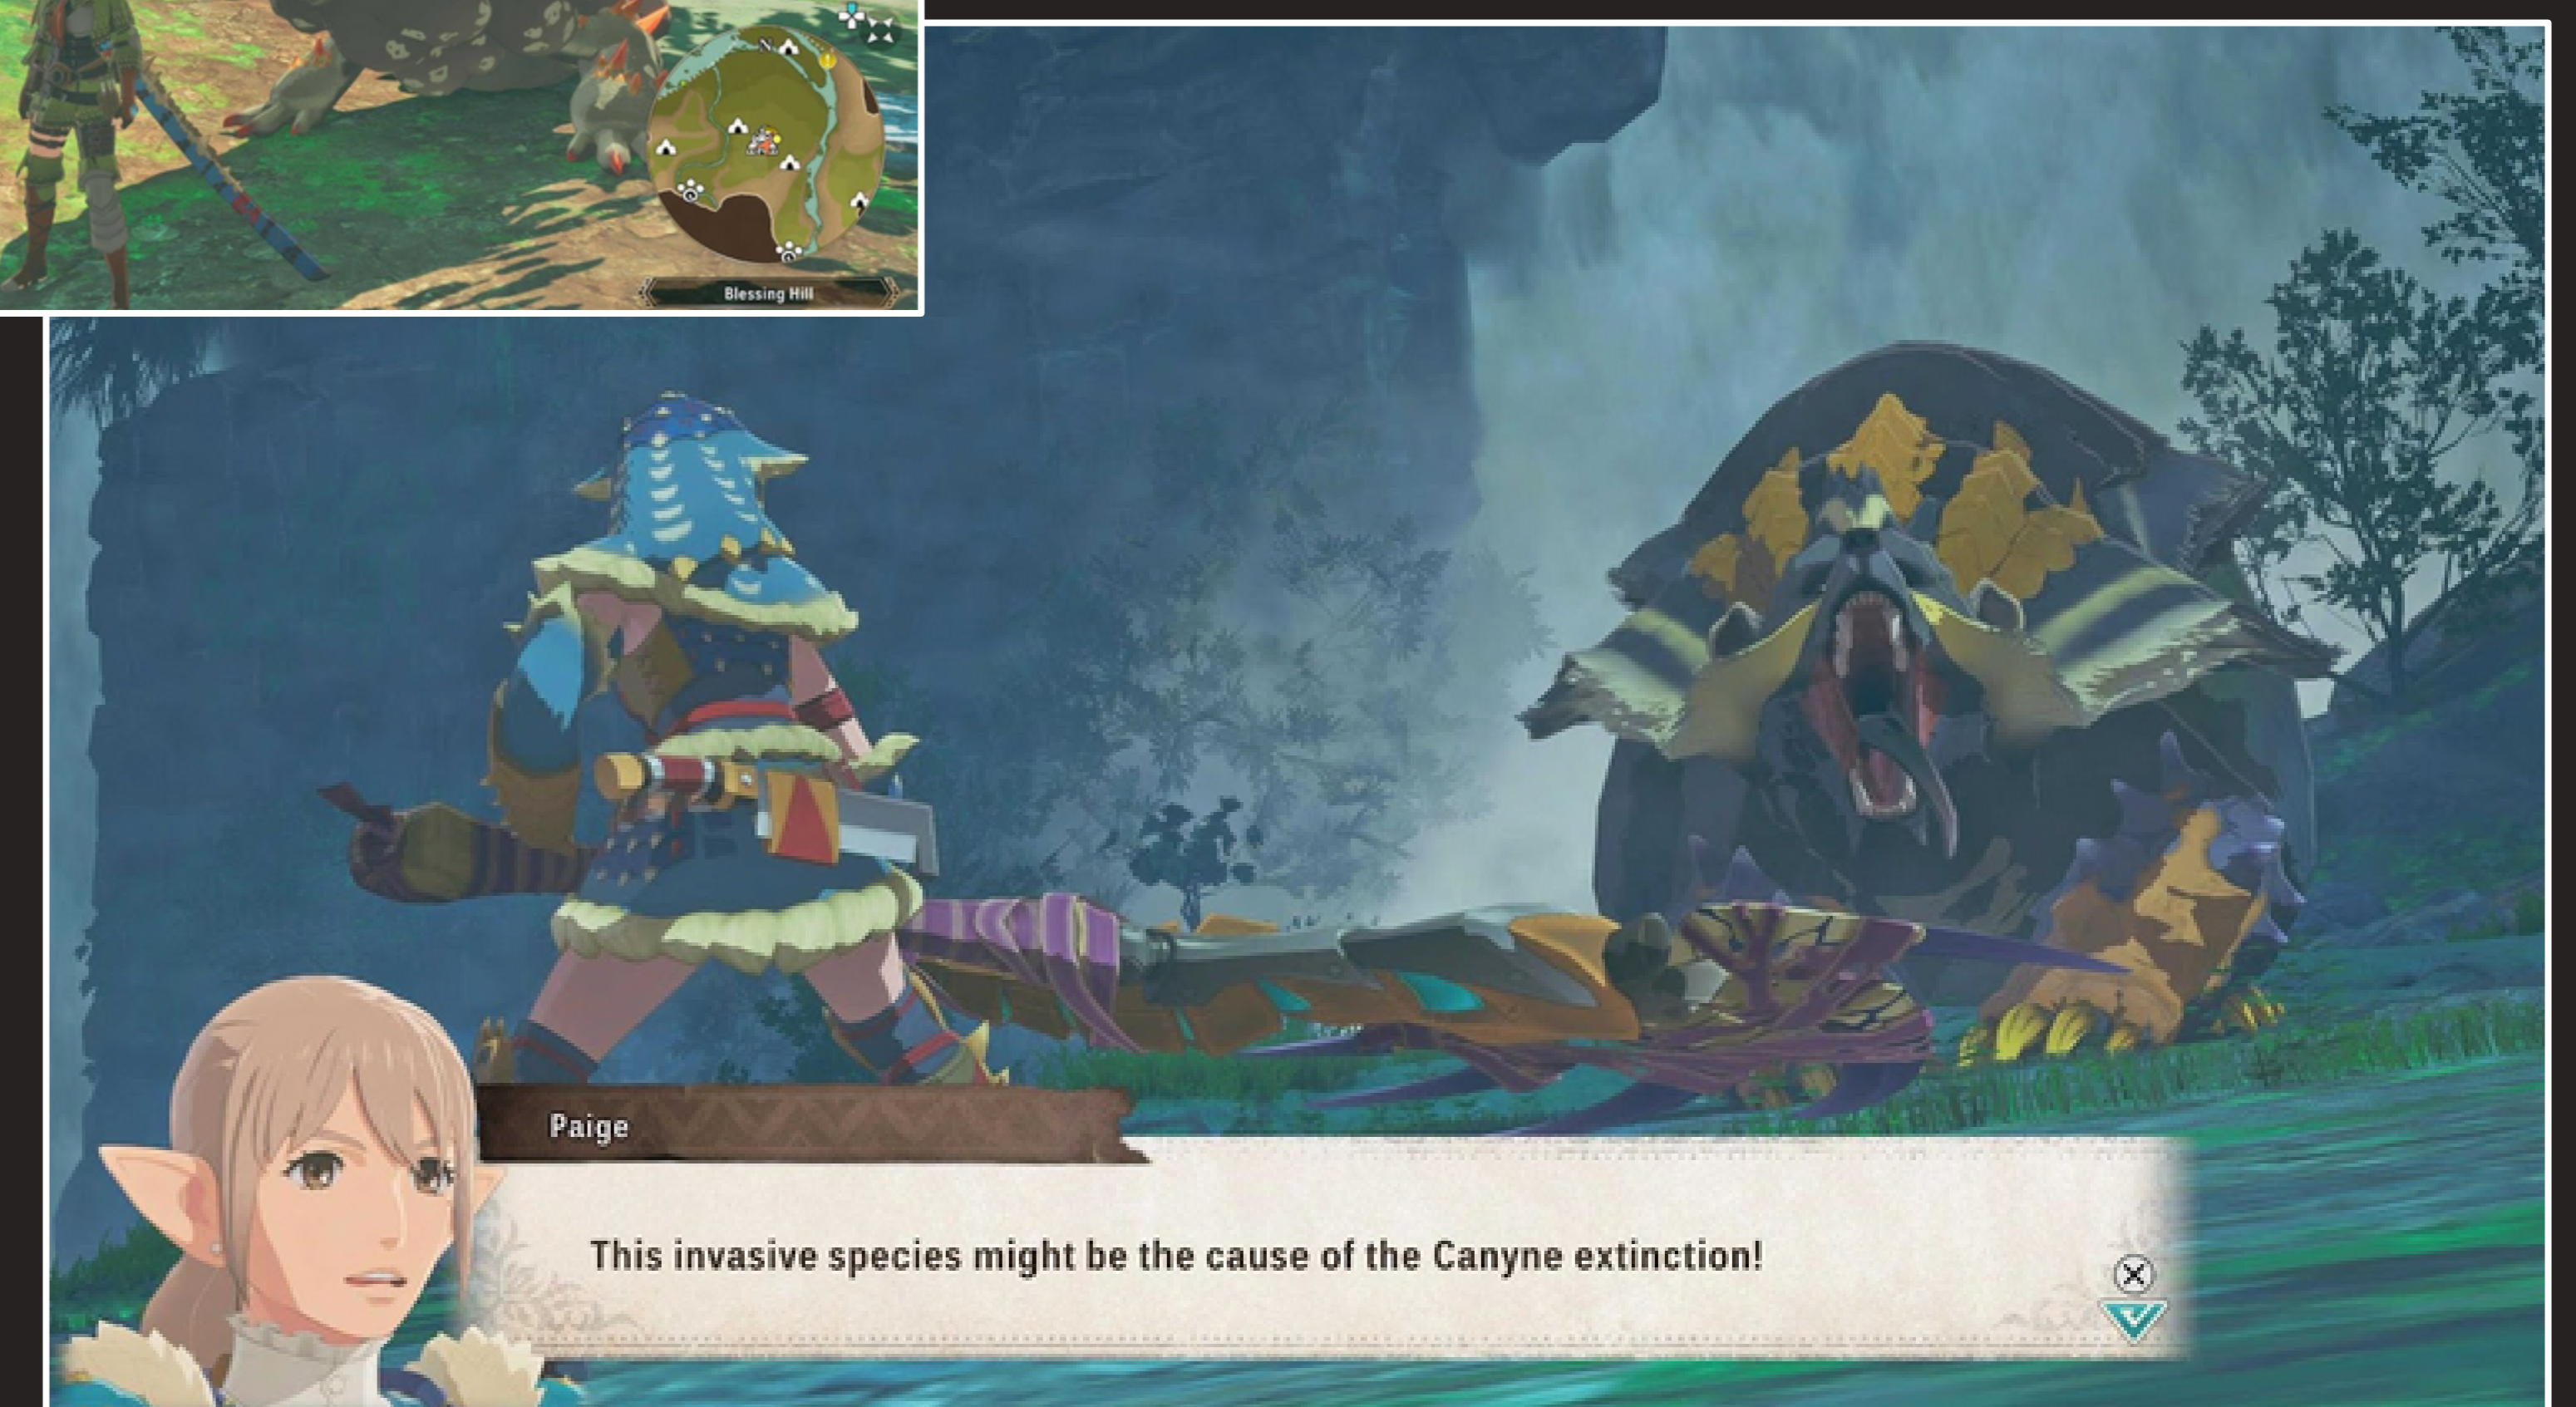 N
Blessing Hill
Paige
This invasive species might be the cause of the Canyne extinction!